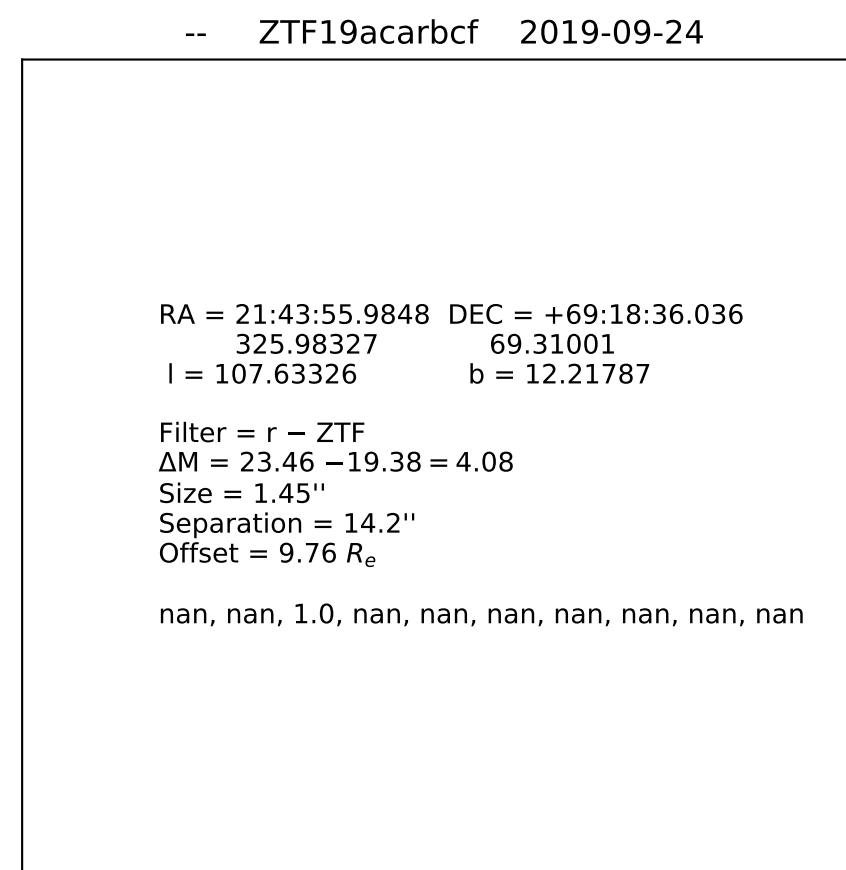 -- ZTF19acarbcf 2019-09-24
RA = 21:43:55.9848 DEC = +69:18:36.036
325.98327 69.31001
l = 107.63326 b = 12.21787
Filter = r − ZTF
ΔM = 23.46 −19.38 = 4.08
Size = 1.45''
Separation = 14.2''
Offset = 9.76 Re
nan, nan, 1.0, nan, nan, nan, nan, nan, nan, nan